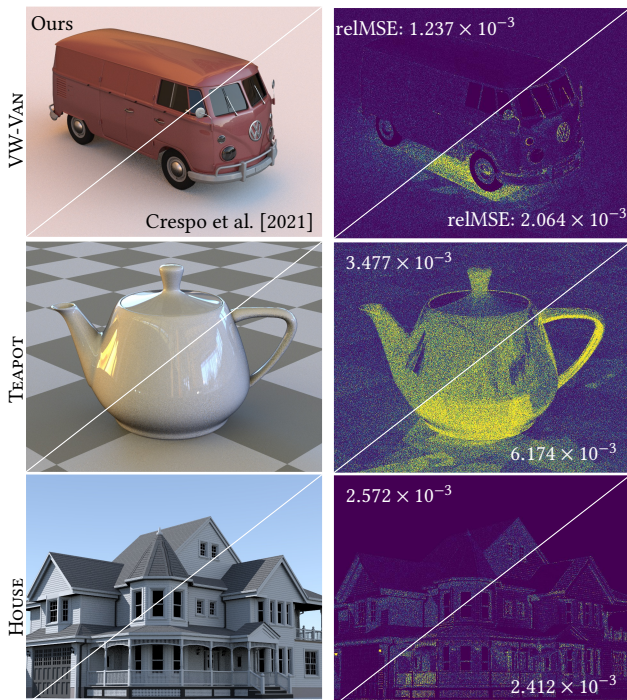 Ours
relMSE: 1.237 × 10⁻³
VW-Van
Crespo et al. [2021]
relMSE: 2.064 × 10⁻³
3.477 × 10⁻³
Teapot
6.174 × 10⁻³
2.572 × 10⁻³
House
2.412 × 10⁻³